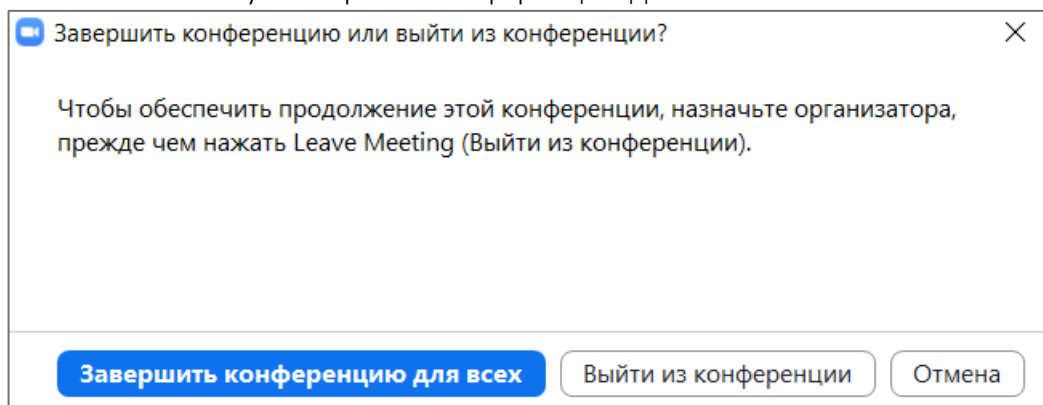 Завершить конференцию или выйти из конференции?
Чтобы обеспечить продолжение этой конференции, назначьте организатора,
прежде чем нажать Leave Meeting (Выйти из конференции).
Завершить конференцию для всех Выйти из конференции Отмена